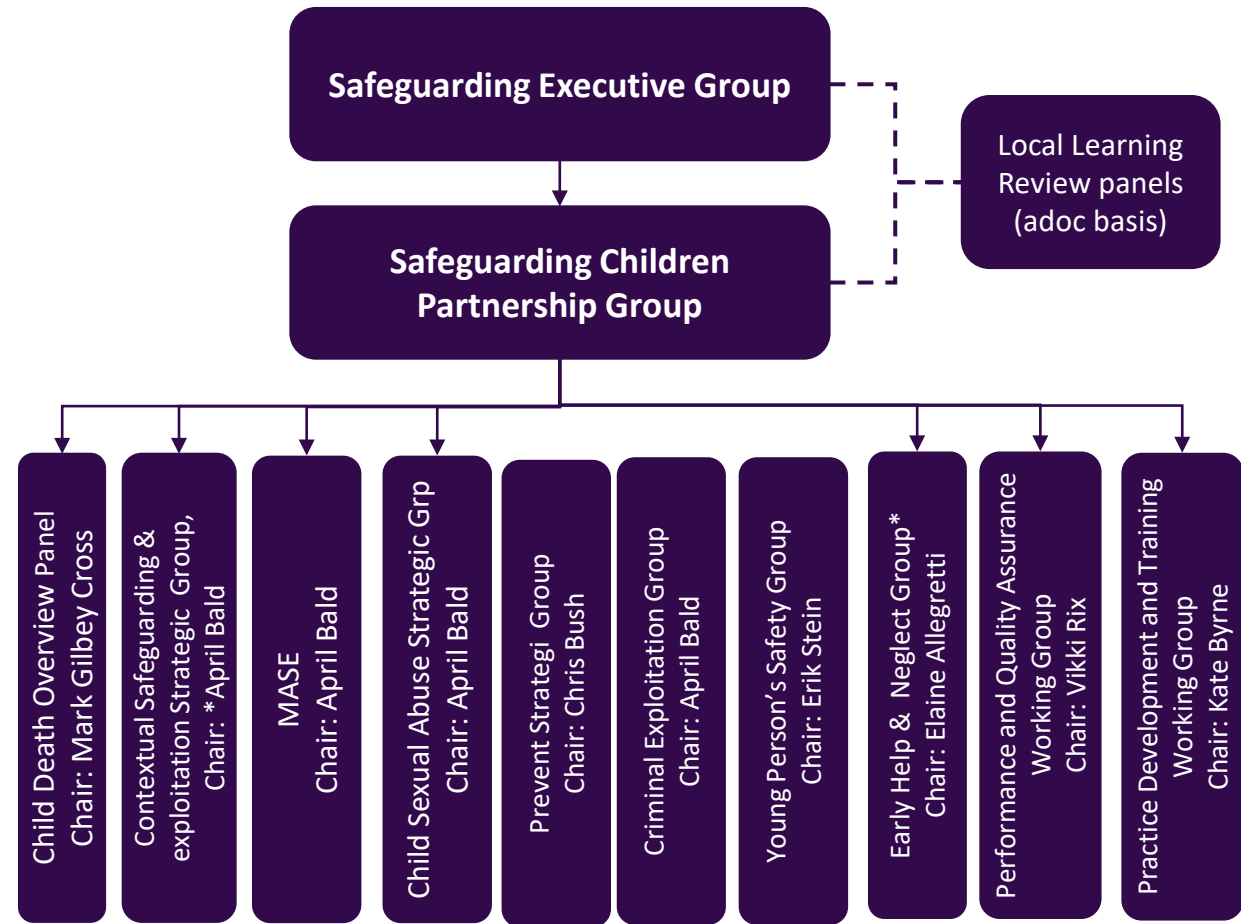 Safeguarding Executive Group
Local Learning
Review panels
(adoc basis)
Safeguarding Children
Partnership Group
Child Death Overview Panel
Chair: Mark Gilbey Cross
Contextual Safeguarding &
exploitation Strategic  Group,
Chair: *April Bald
MASE
Chair: April Bald
Child Sexual Abuse Strategic Grp
Chair: April Bald
Prevent Strategi  Group
Chair: Chris Bush
Criminal Exploitation Group
Chair: April Bald
Young Person’s Safety Group
Chair: Erik Stein
Early Help &  Neglect Group*
Chair: Elaine Allegretti
Performance and Quality Assurance
Working Group
Chair: Vikki Rix
Practice Development and Training
Working Group
Chair: Kate Byrne